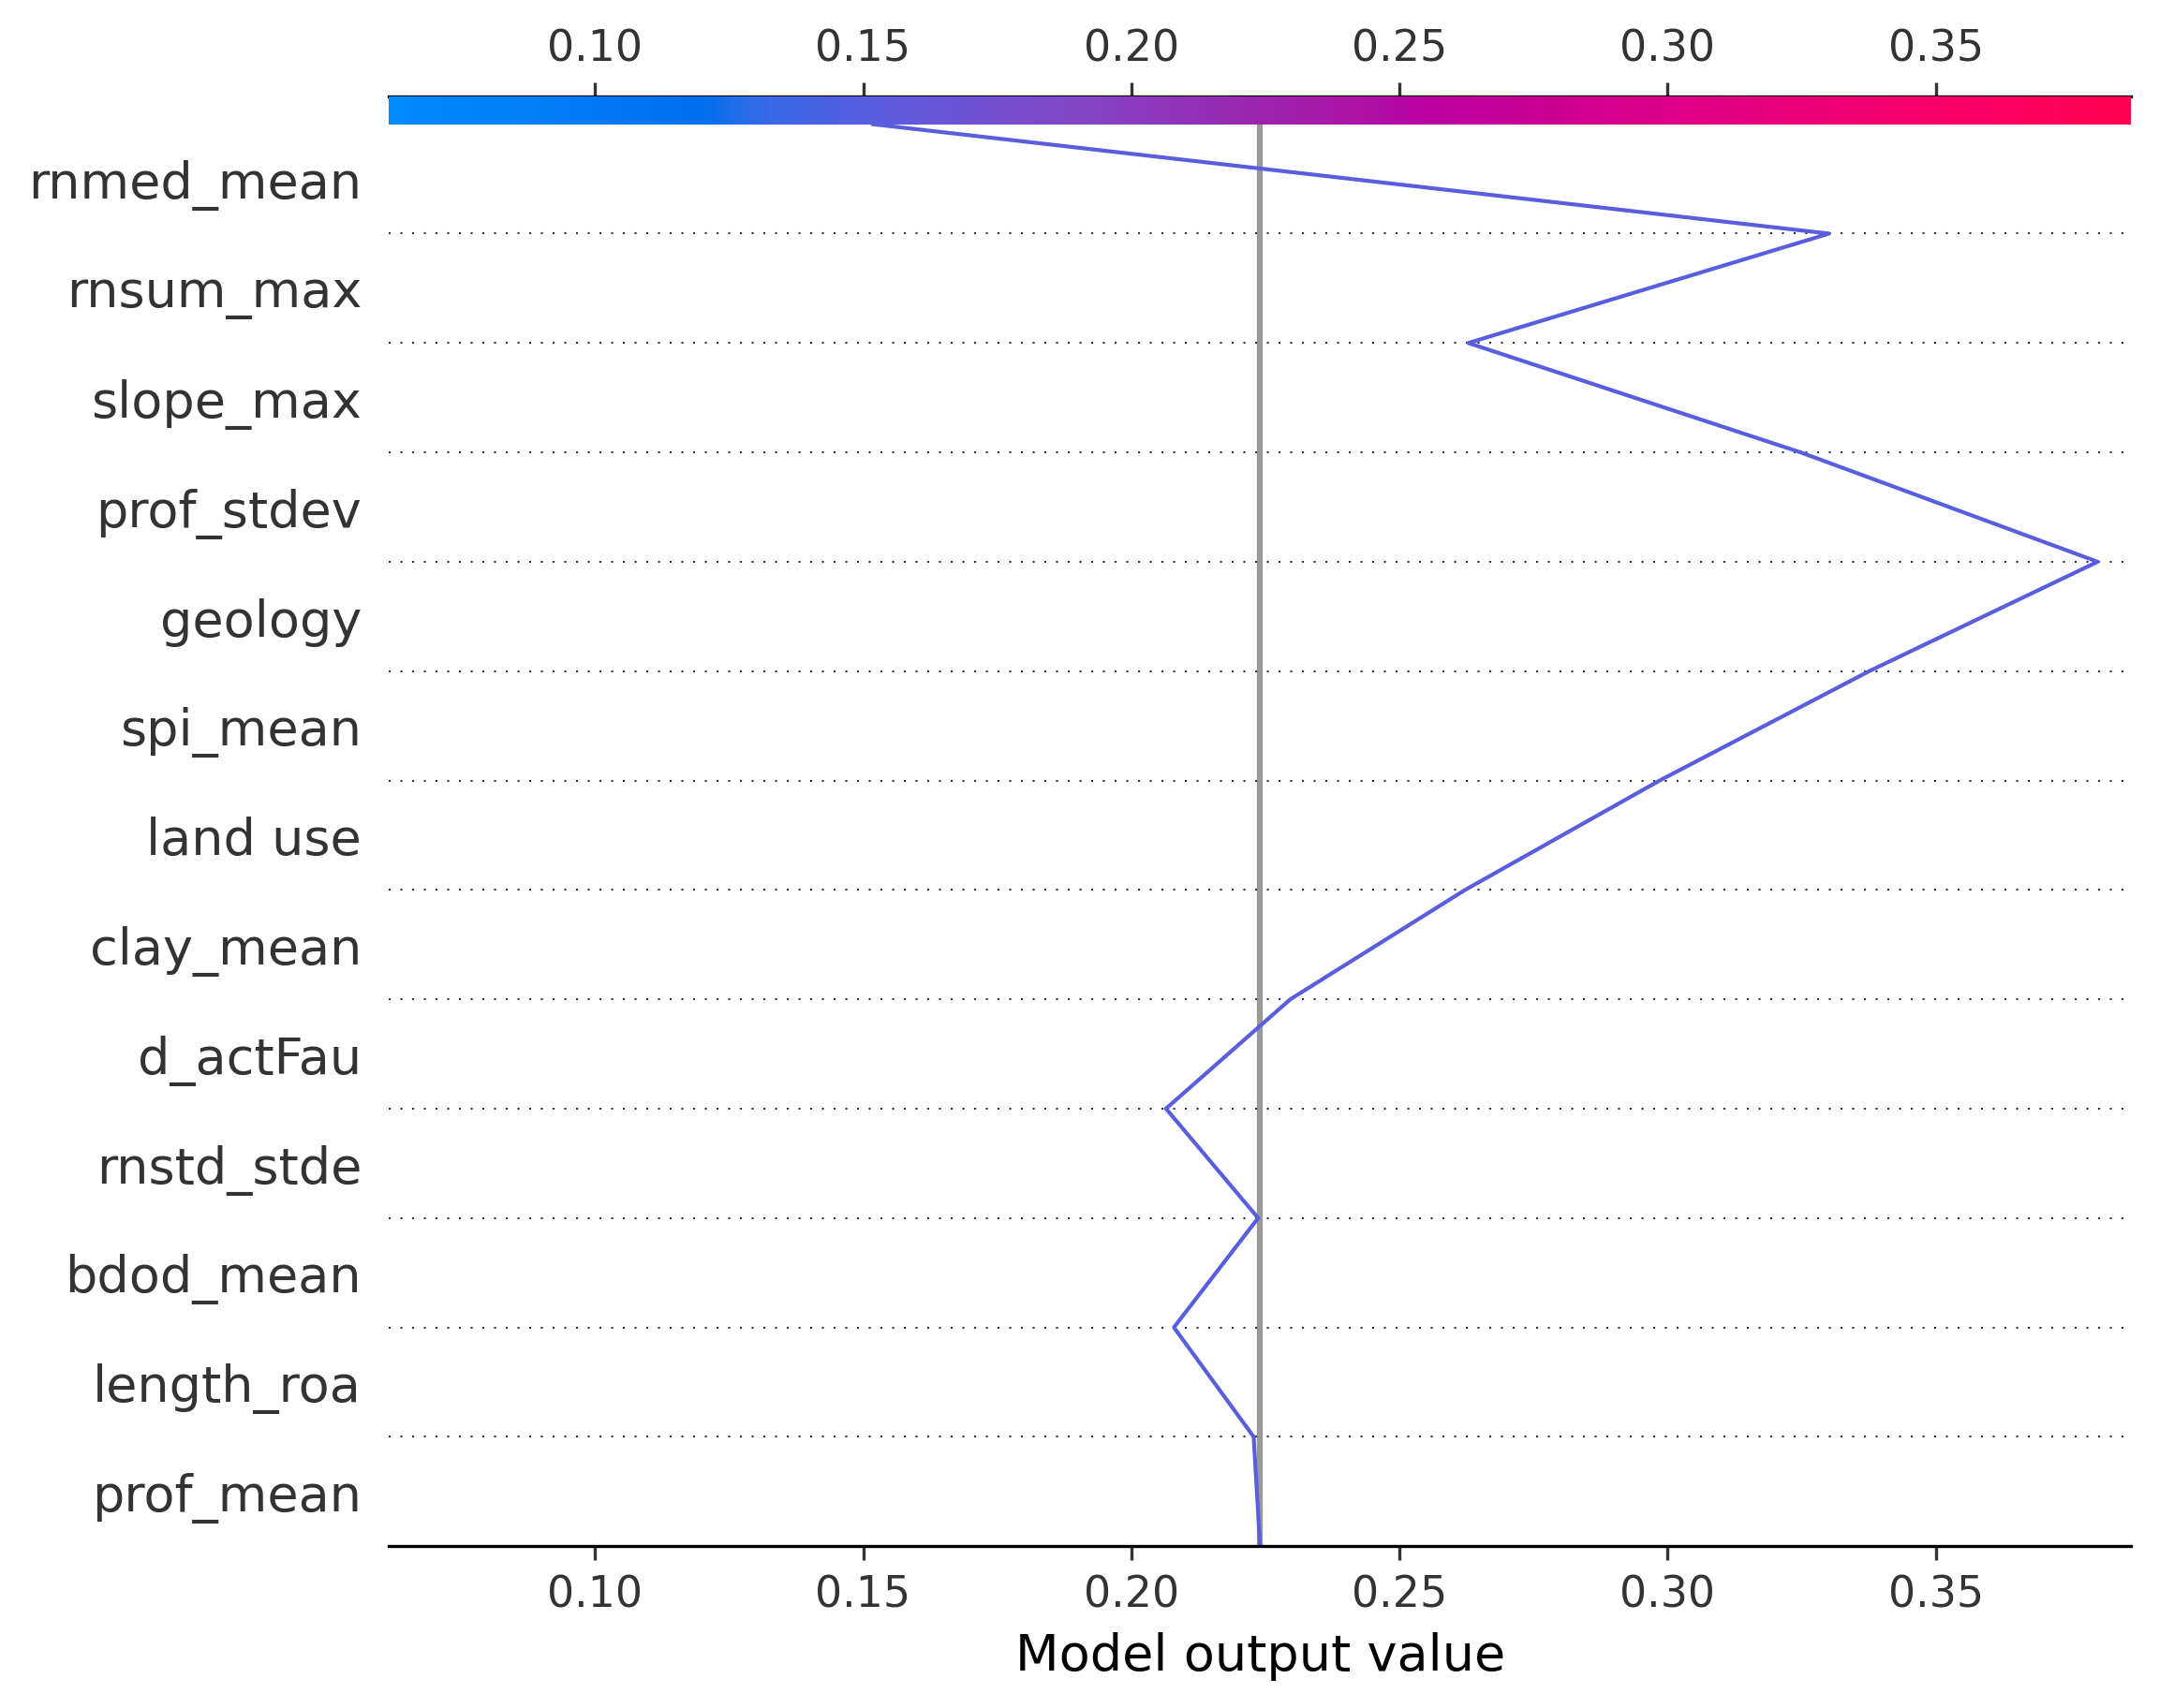 0.10 0.15 0.20 0.25 0.30 0.35
rnmed_mean
rnsum_max
slope_max
prof_stdev
geology
spi_mean
land use
clay_mean
d_actFau
rnstd_stde
bdod_mean
length_roa
prof_mean
0.10 0.15 0.20 0.25 0.30 0.35
Model output value